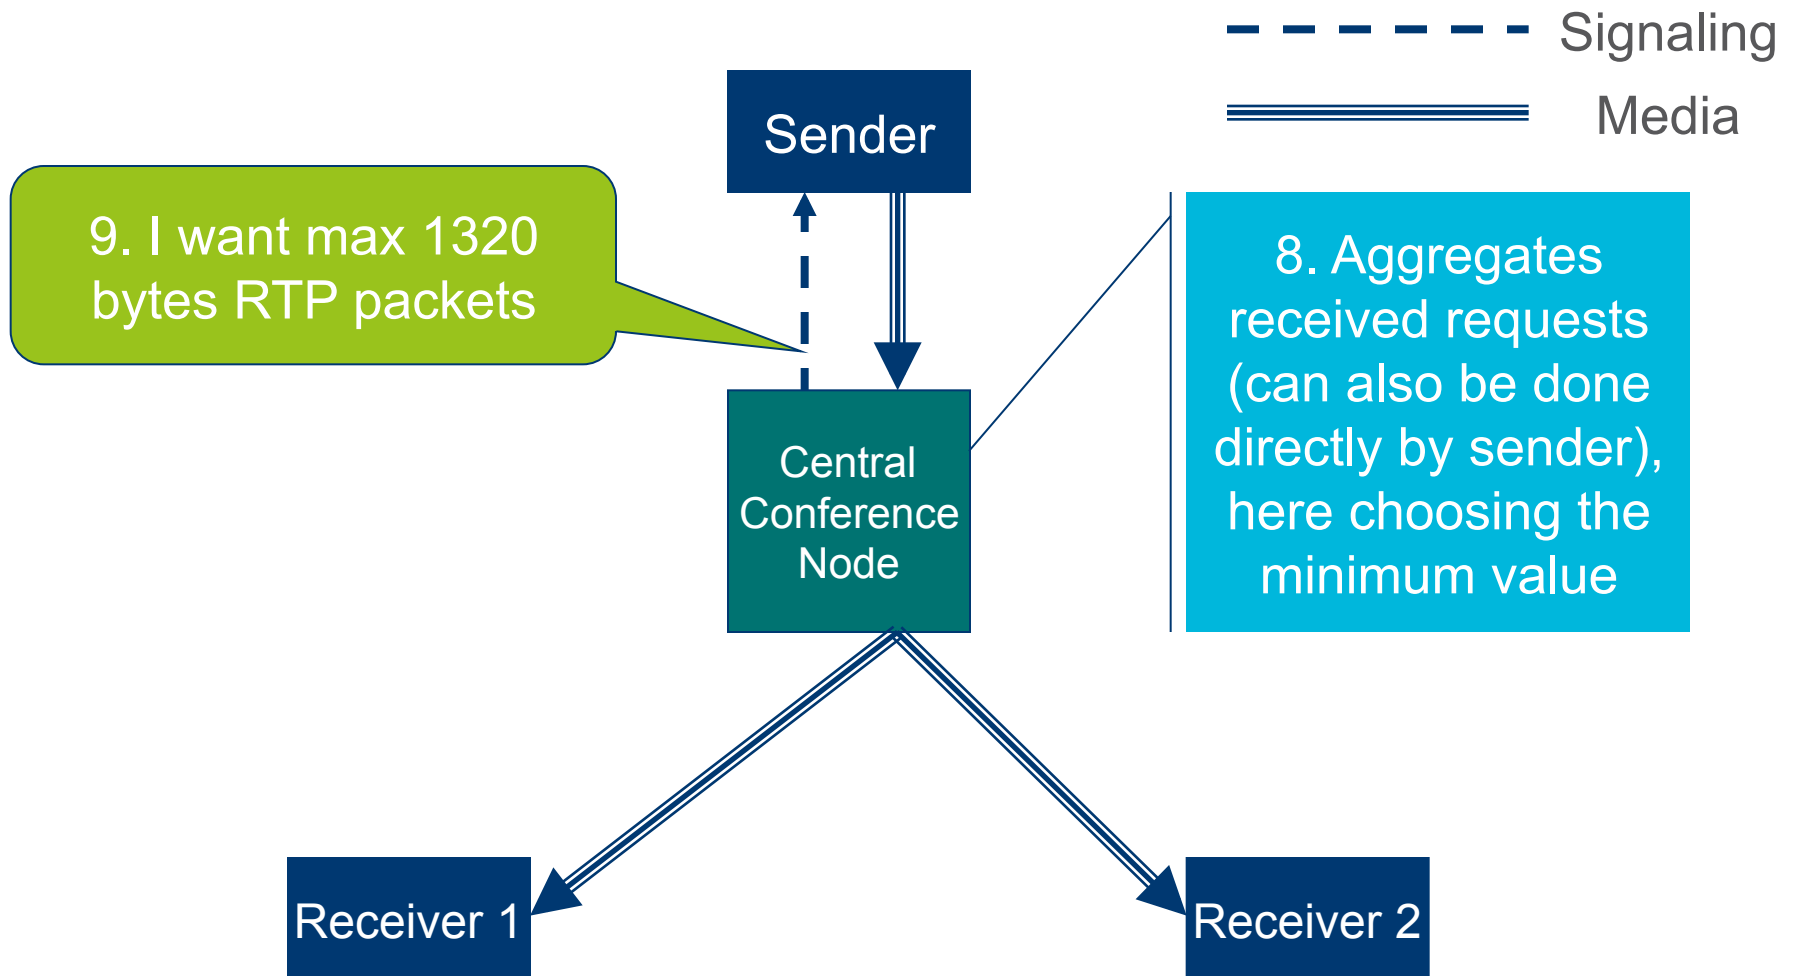 Signaling
Media
Sender
9. I want max 1320
bytes RTP packets
8. Aggregates
received requests
(can also be done
directly by sender),
here choosing the
minimum value
Central
Conference
Node
Receiver 1
Receiver 2